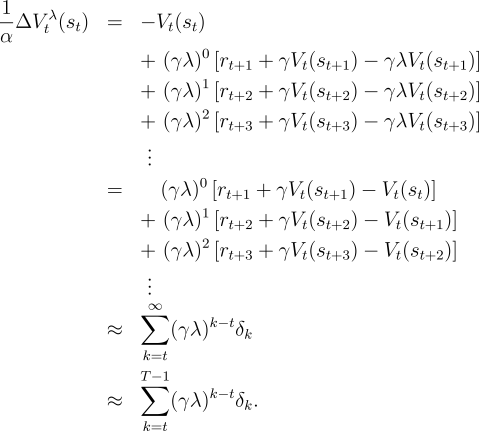 1/α ΔV_t^λ(s_t) = −V_t(s_t)
+ (γλ)^0 [r_{t+1} + γV_t(s_{t+1}) − γλV_t(s_{t+1})]
+ (γλ)^1 [r_{t+2} + γV_t(s_{t+2}) − γλV_t(s_{t+2})]
+ (γλ)^2 [r_{t+3} + γV_t(s_{t+3}) − γλV_t(s_{t+3})]
⋮
= (γλ)^0 [r_{t+1} + γV_t(s_{t+1}) − V_t(s_t)]
+ (γλ)^1 [r_{t+2} + γV_t(s_{t+2}) − V_t(s_{t+1})]
+ (γλ)^2 [r_{t+3} + γV_t(s_{t+3}) − V_t(s_{t+2})]
⋮
≈ ∑_{k=t}^{∞} (γλ)^{k−t} δ_k
≈ ∑_{k=t}^{T−1} (γλ)^{k−t} δ_k.